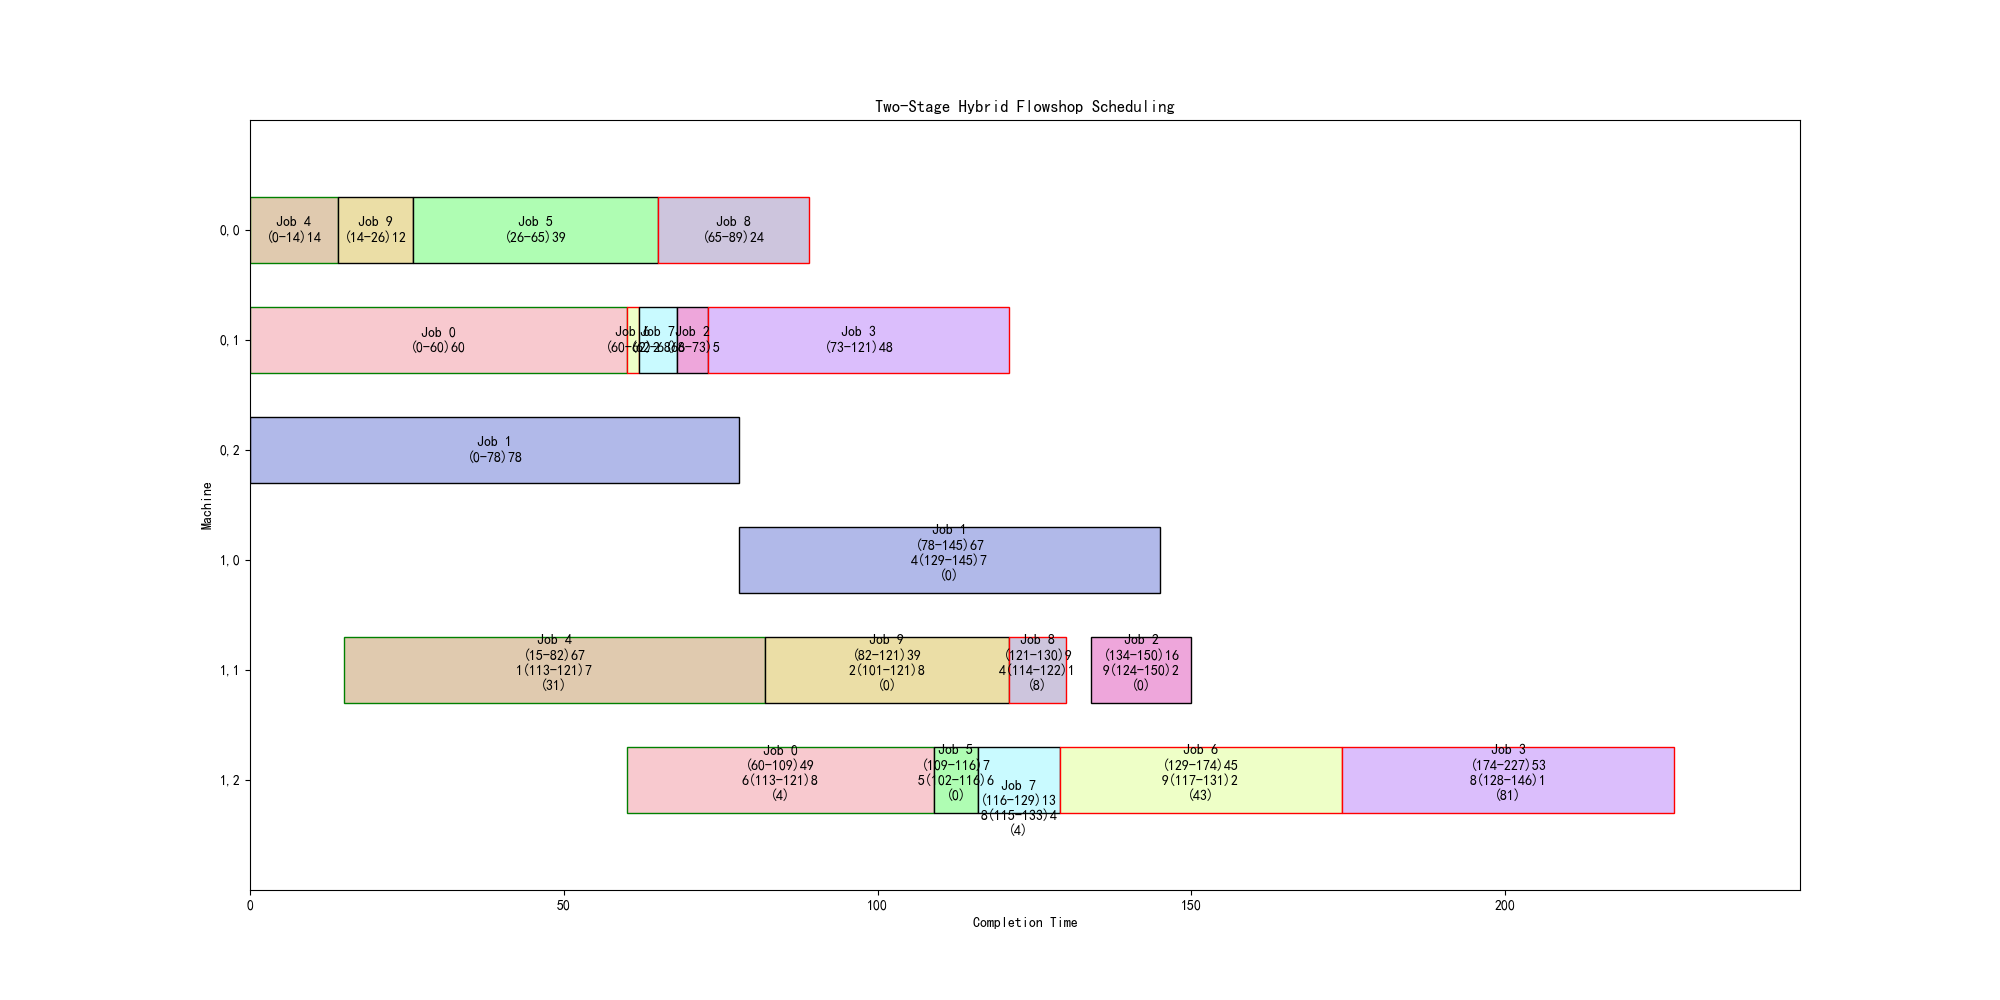 Two-Stage Hybrid Flowshop Scheduling
0,0
Job 4
(0-14)14
Job 9
(14-26)12
Job 5
(26-65)39
Job 8
(65-89)24
0,1
Job 0
(0-60)60
Job 6
(60-62)2
Job 7
(62-68)6
Job 2
(68-73)5
Job 3
(73-121)48
0,2
Job 1
(0-78)78
Machine
1,0
Job 1
(78-145)67
4(129-145)7
(0)
1,1
Job 4
(15-82)67
1(113-121)7
(31)
Job 9
(82-121)39
2(101-121)8
(0)
Job 8
(121-130)9
4(114-122)1
(8)
Job 2
(134-150)16
9(124-150)2
(0)
1,2
Job 0
(60-109)49
6(113-121)8
(4)
Job 5
(109-116)7
5(102-116)6
(0)
Job 7
(116-129)13
8(115-133)4
(4)
Job 6
(129-174)45
9(117-131)2
(43)
Job 3
(174-227)53
8(128-146)1
(81)
0
50
100
150
200
Completion Time